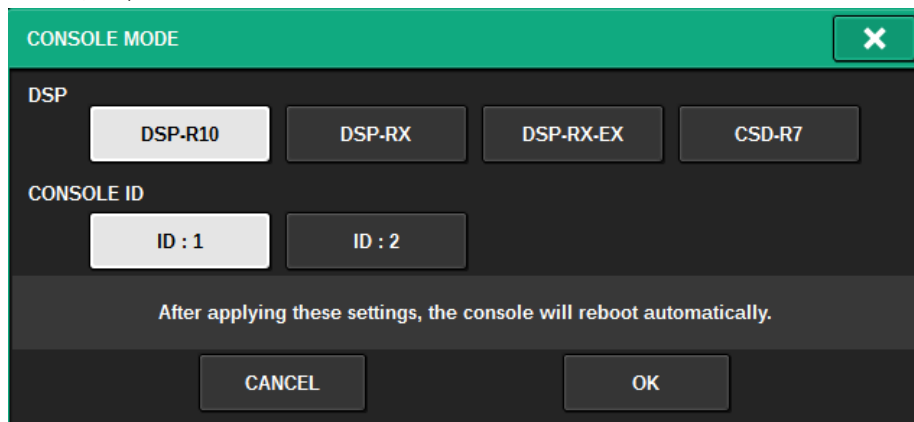 CONSOLE MODE
DSP
DSP-R10 DSP-RX DSP-RX-EX CSD-R7
CONSOLE ID
ID : 1 ID : 2
After applying these settings, the console will reboot automatically.
CANCEL OK